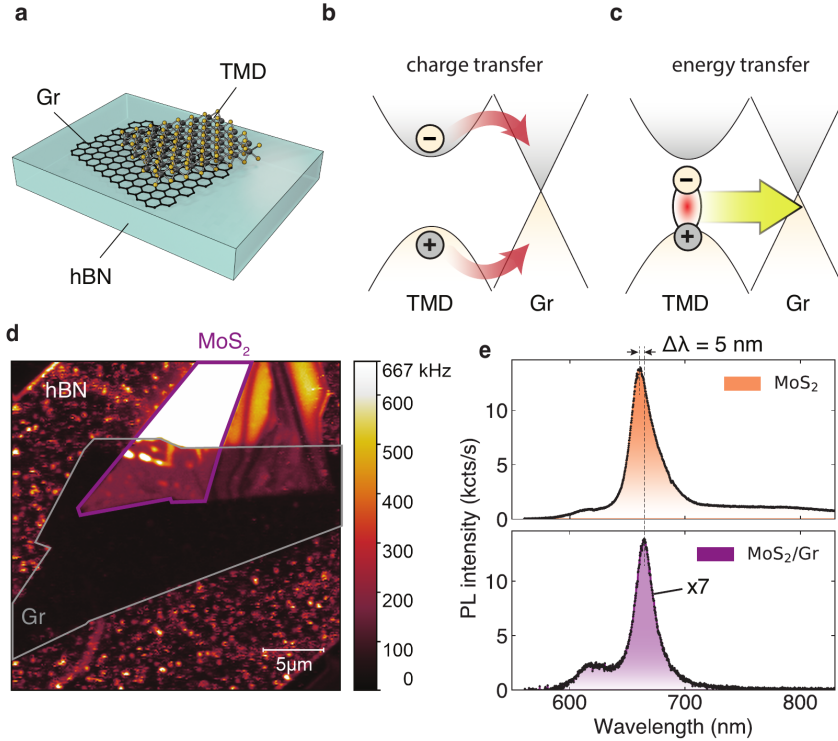 a
TMD
Gr
hBN
b
charge transfer
−
+
TMD
Gr
c
energy transfer
−
+
TMD
Gr
d
MoS₂
hBN
Gr
5μm
667 kHz
600
500
400
300
200
100
0
e
Δλ = 5 nm
MoS₂
10
5
0
MoS₂/Gr
x7
10
5
0
600
700
800
PL intensity (kcts/s)
Wavelength (nm)